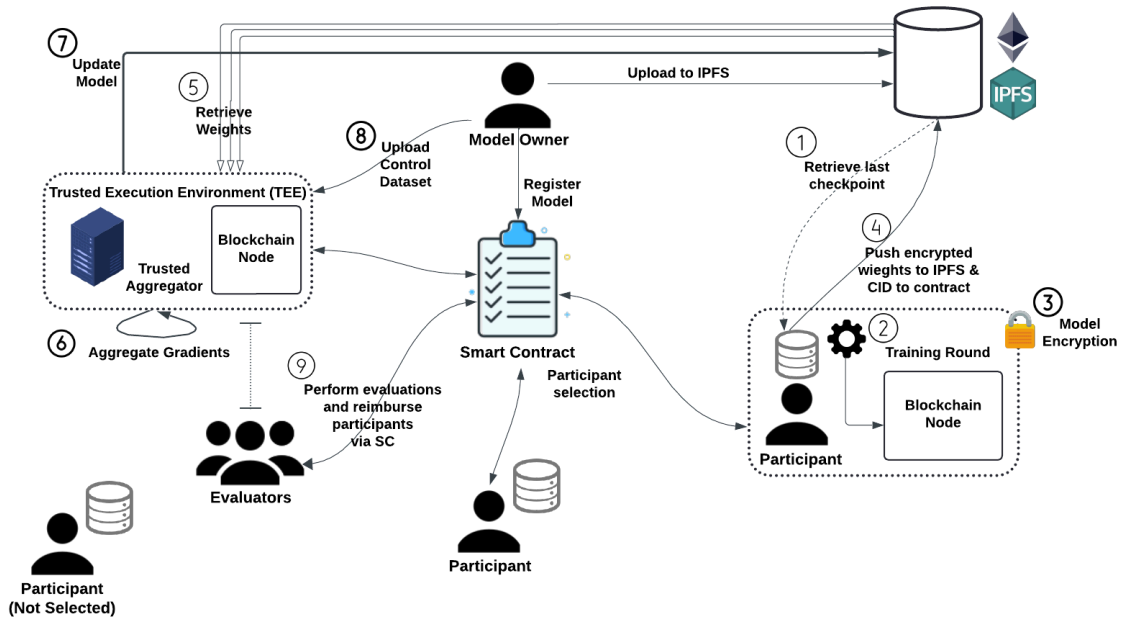 7
Update
Model
5
Retrieve
Weights
Upload to IPFS
IPFS
Model Owner
8
Upload
Control
Dataset
Register
Model
1
Retrieve last
checkpoint
Trusted Execution Environment (TEE)
Blockchain
Node
Trusted
Aggregator
4
Push encrypted
wieghts to IPFS &
CID to contract
3
Model
Encryption
6
Aggregate Gradients
Smart Contract
2
Training Round
Blockchain
Node
Participant
9
Perform evaluations
and reimburse
participants
via SC
Participant
selection
Evaluators
Participant
Participant
(Not Selected)